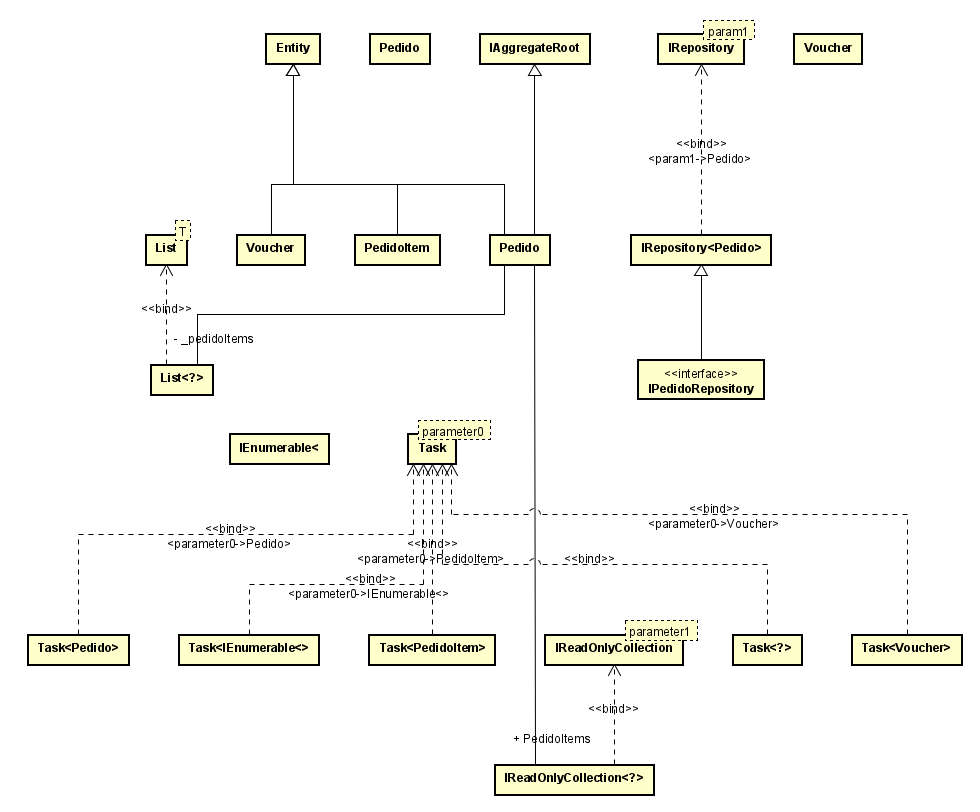 param1
Entity
Pedido
IAggregateRoot
IRepository
Voucher
<<bind>>
<param1->Pedido>
T
List
Voucher
PedidoItem
Pedido
IRepository<Pedido>
<<bind>>
- _pedidoItems
List<?>
<<interface>>
IPedidoRepository
parameter0
IEnumerable<
Task
<<bind>>
<parameter0->Voucher>
<<bind>>
<parameter0->Pedido>
<<bind>>
<parameter0->PedidoItem>
<<bind>>
<<bind>>
<parameter0->IEnumerable<>
parameter1
Task<Pedido>
Task<IEnumerable<>
Task<PedidoItem>
IReadOnlyCollection
Task<?>
Task<Voucher>
<<bind>>
+ PedidoItems
IReadOnlyCollection<?>